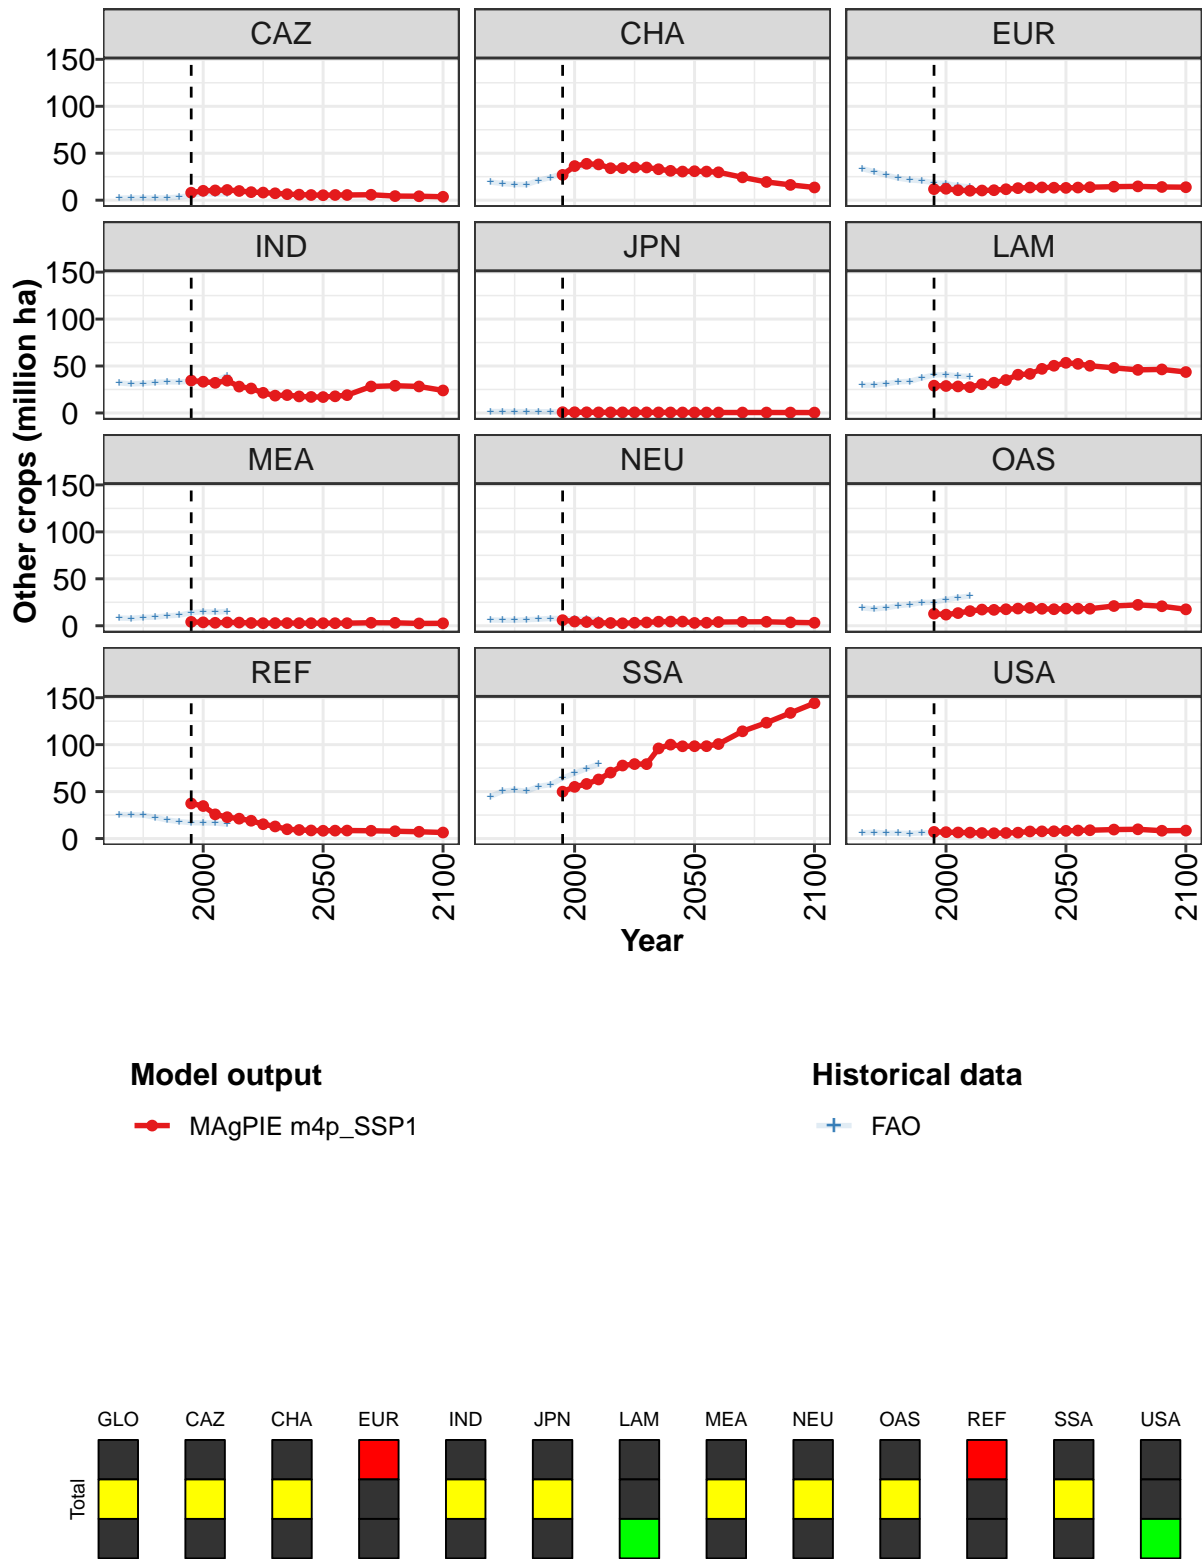 CAZ CHA EUR
150
100
50
0
IND JPN LAM
150
100
50
0
Other crops (million ha)
MEA NEU OAS
150
100
50
0
REF SSA USA
150
100
50
0
2000 2050 2100 2000 2050 2100 2000 2050 2100
Year
Model output Historical data
MAgPIE m4p_SSP1 FAO
GLO CAZ CHA EUR IND JPN LAM MEA NEU OAS REF SSA USA
Total